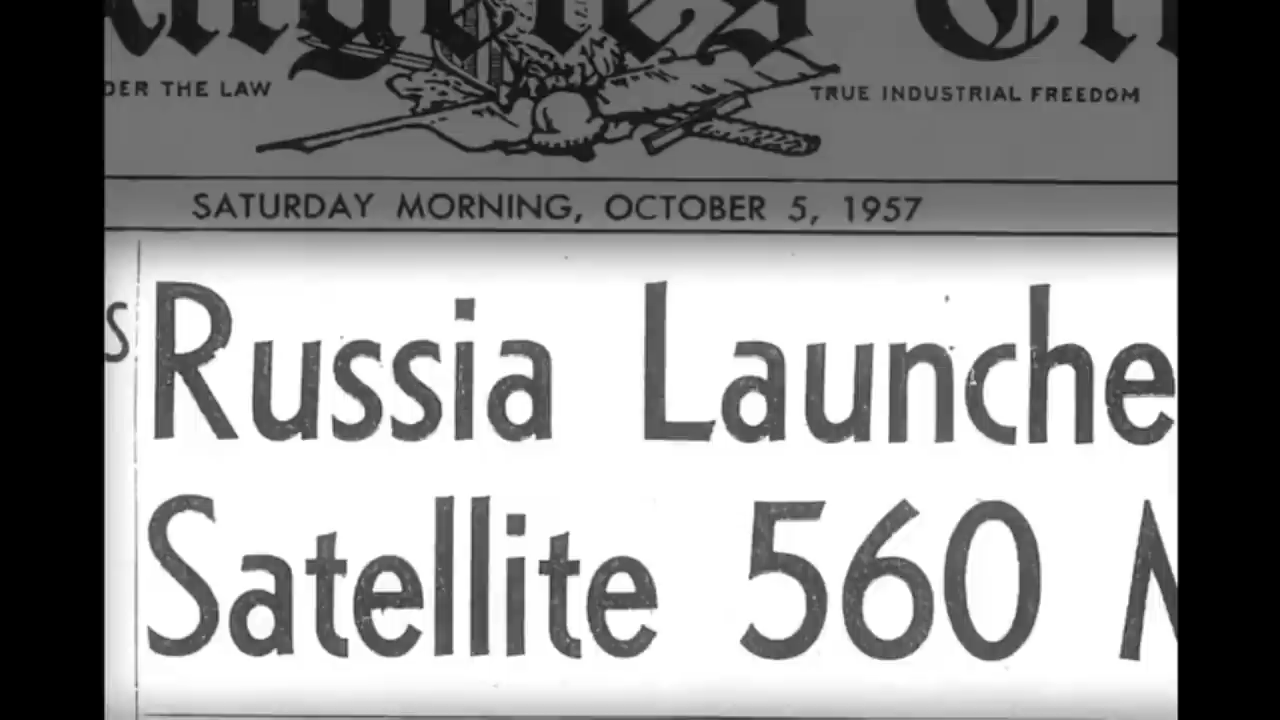 DER THE LAW
TRUE INDUSTRIAL FREEDOM
SATURDAY MORNING, OCTOBER 5, 1957
S
Russia Launche
Satellite 560